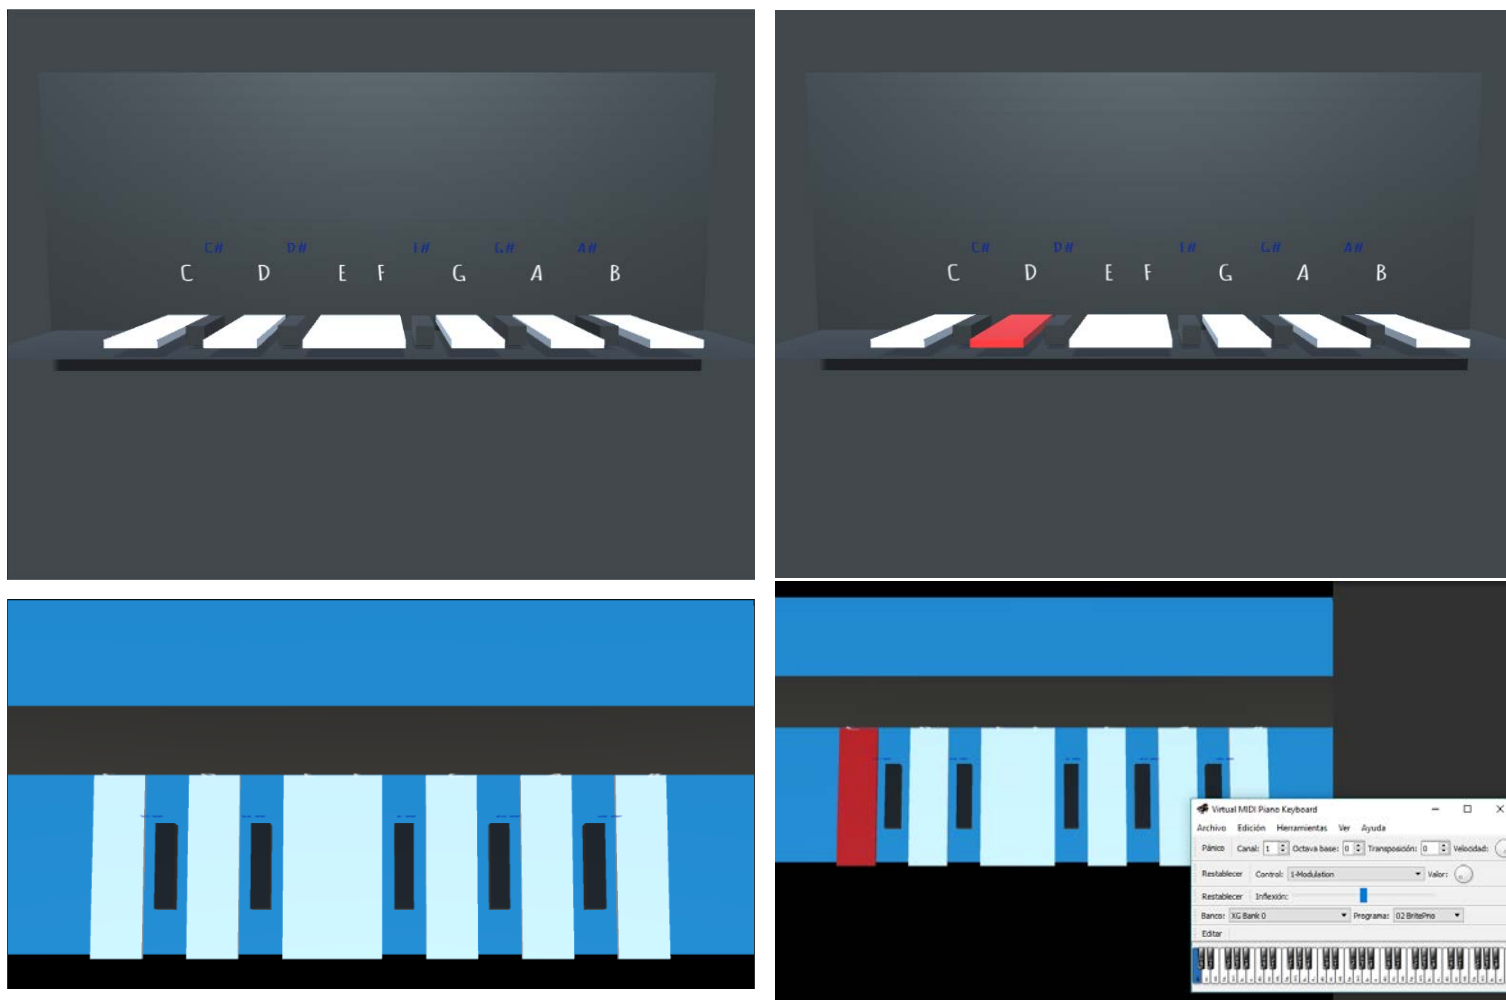 C# D# F# G# A#
C D E F G A B
C# D# F# G# A#
C D E F G A B
Virtual MIDI Piano Keyboard
Archivo Edición Herramientas Ver Ayuda
Pánico Canal: 1 Octava base: 0 Transposición: 0 Velocidad:
Restablecer Control: 1-Modulation Valor:
Restablecer Inflexión:
Banco: XG Bank 0 Programa: 02 BritePno
Editar